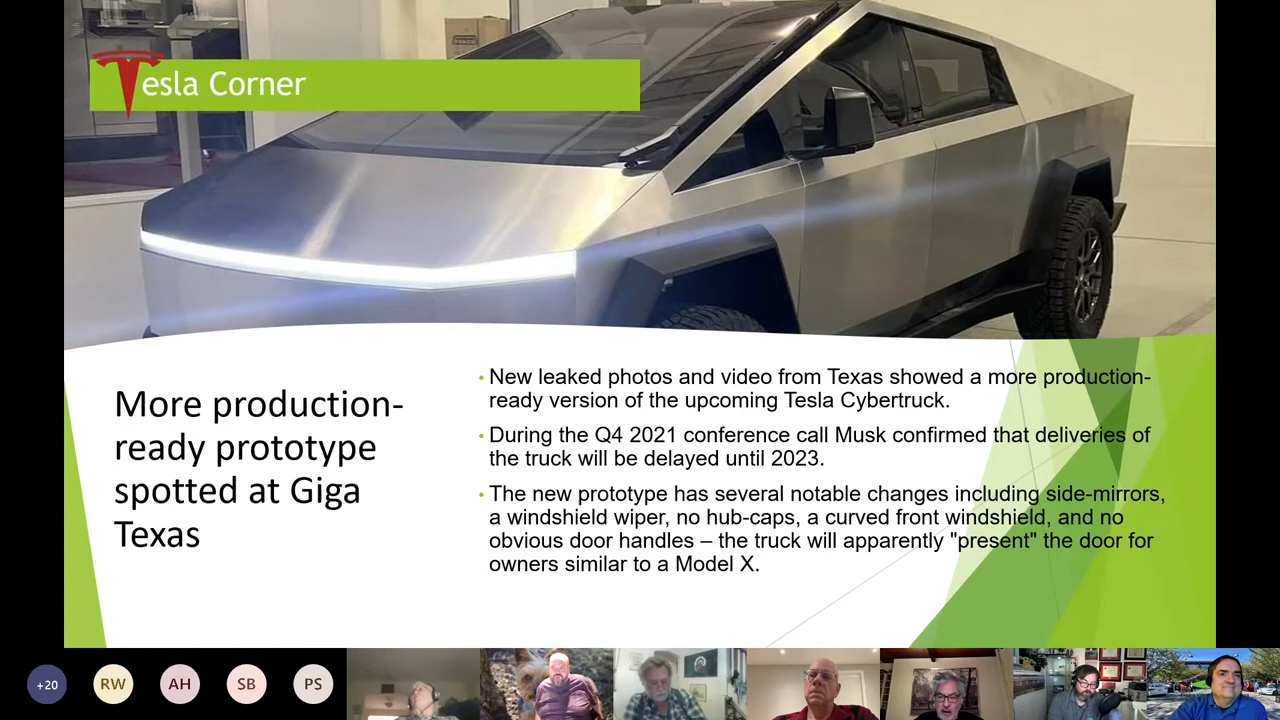 Tesla Corner
More production-
ready prototype
spotted at Giga
Texas
• New leaked photos and video from Texas showed a more production-
ready version of the upcoming Tesla Cybertruck.
• During the Q4 2021 conference call Musk confirmed that deliveries of
the truck will be delayed until 2023.
• The new prototype has several notable changes including side-mirrors,
a windshield wiper, no hub-caps, a curved front windshield, and no
obvious door handles – the truck will apparently "present" the door for
owners similar to a Model X.
+20 RW AH SB PS